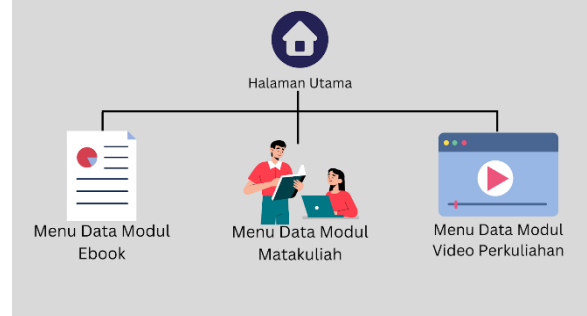 Halaman Utama
Menu Data Modul
Ebook
Menu Data Modul
Matakuliah
Menu Data Modul
Video Perkuliahan